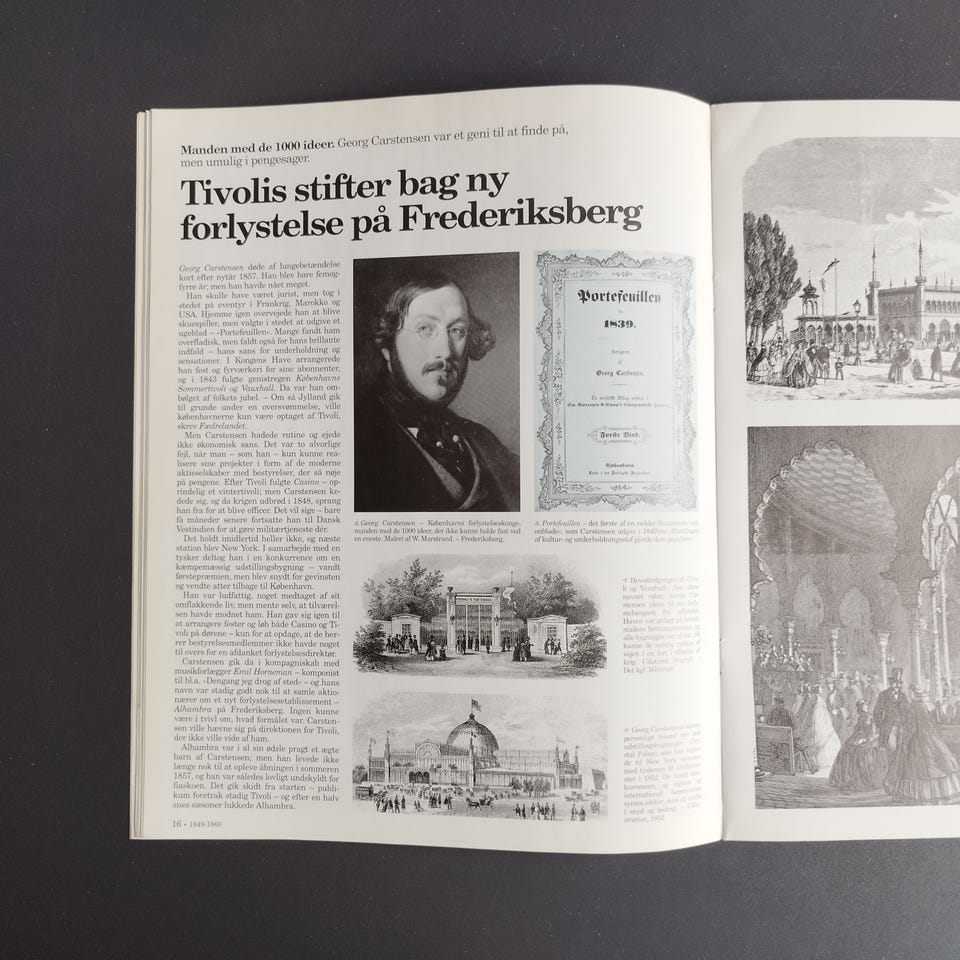 Manden med de 1000 ideer. Georg Carstensen var et geni til at finde på,
men umulig i pengesager.
Tivolis stifter bag ny
forlystelse på Frederiksberg
Georg Carstensen døde af lungebetændelse
kort efter nytår 1857. Han blev bare femog-
fyrre år, men han havde nået meget.
Han skulle have været jurist, men tog i
stedet på eventyr i Frankrig, Marokko og
USA. Hjemme igen overvejede han at blive
skuespiller, men valgte i stedet at udgive et
ugeblad – »Portefeuillen«. Mange fandt ham
overfladisk, men faldt også for hans brillante
indfald – hans sans for underholdning og
sensationer. I Kongens Have arrangerede
han fest og fyrværkeri for sine abonnenter,
og i 1843 fulgte genistregen Københavns
Sommertivoli og Vauxhall. Da var han om-
bølget af folkets jubel. – Om så Jylland gik
til grunde under en oversvømmelse, ville
københavnerne kun være optaget af Tivoli,
skrev Fædrelandet.
Men Carstensen hadede rutine og ejede
ikke økonomisk sans. Det var to alvorlige
fejl, når man – som han – kun kunne rea-
lisere sine projekter i form af de moderne
aktieselskaber med bestyrelser, der så nøje
på pengene. Efter Tivoli fulgte Casino – op-
rindelig et vintertivoli; men Carstensen ke-
dede sig, og da krigen udbrød i 1848, sprang
han fra for at blive officer. Det vil sige – bare
få måneder senere fortsatte han til Dansk
Vestindien for at gøre militærtjeneste dér.
Det holdt imidlertid heller ikke, og næste
station blev New York. I samarbejde med en
tysker deltog han i en konkurrence om en
kæmpemæssig udstillingsbygning – vandt
førstepræmien, men blev snydt for gevinsten
og vendte atter tilbage til København.
Han var ludfattig, noget medtaget af sit
omflakkende liv, men mente selv, at tilværel-
sen havde modnet ham. Han gav sig igen til
at arrangere fester og løb både Casino og Ti-
voli på dørene – kun for at opdage, at de her-
rer bestyrelsesmedlemmer ikke havde noget
til overs for en afdanket forlystelsesdirektør.
Carstensen gik da i kompagniskab med
musikforlægger Emil Horneman – komponist
til bl.a. »Dengang jeg drog af sted« – og hans
navn var stadig godt nok til at samle aktio-
nærer om et nyt forlystelsesetablissement –
Alhambra på Frederiksberg. Ingen kunne
være i tvivl om, hvad formålet var. Carsten-
sen ville hævne sig på direktionen for Tivoli,
der ikke ville vide af ham.
Alhambra var i al sin ødsle pragt et ægte
barn af Carstensen; men han levede ikke
længe nok til at opleve åbningen i sommeren
1857, og han var således lovligt undskyldt for
fiaskoen. Det gik skidt fra starten – publi-
kum foretrak stadig Tivoli – og efter en halv
snes sæsoner lukkede Alhambra.
Portefeuillen
1839.
Georg Carstensen.
Første Bind.
Kjøbenhavn
Georg Carstensen – Københavns forlystelseskonge,
manden med de 1000 ideer, der ikke kunne holde fast ved
en eneste. Maleri af W. Marstrand. – Frederiksborg.
Portefeuillen – det første af en række illustrerede uge-
blade, som Carstensen udgav i 1840'rne. Blandingen
af kultur- og underholdningsstof gjorde dem populære.
Hovedindgangen til
Det kgl. Bibliotek.
16 • 1849-1860